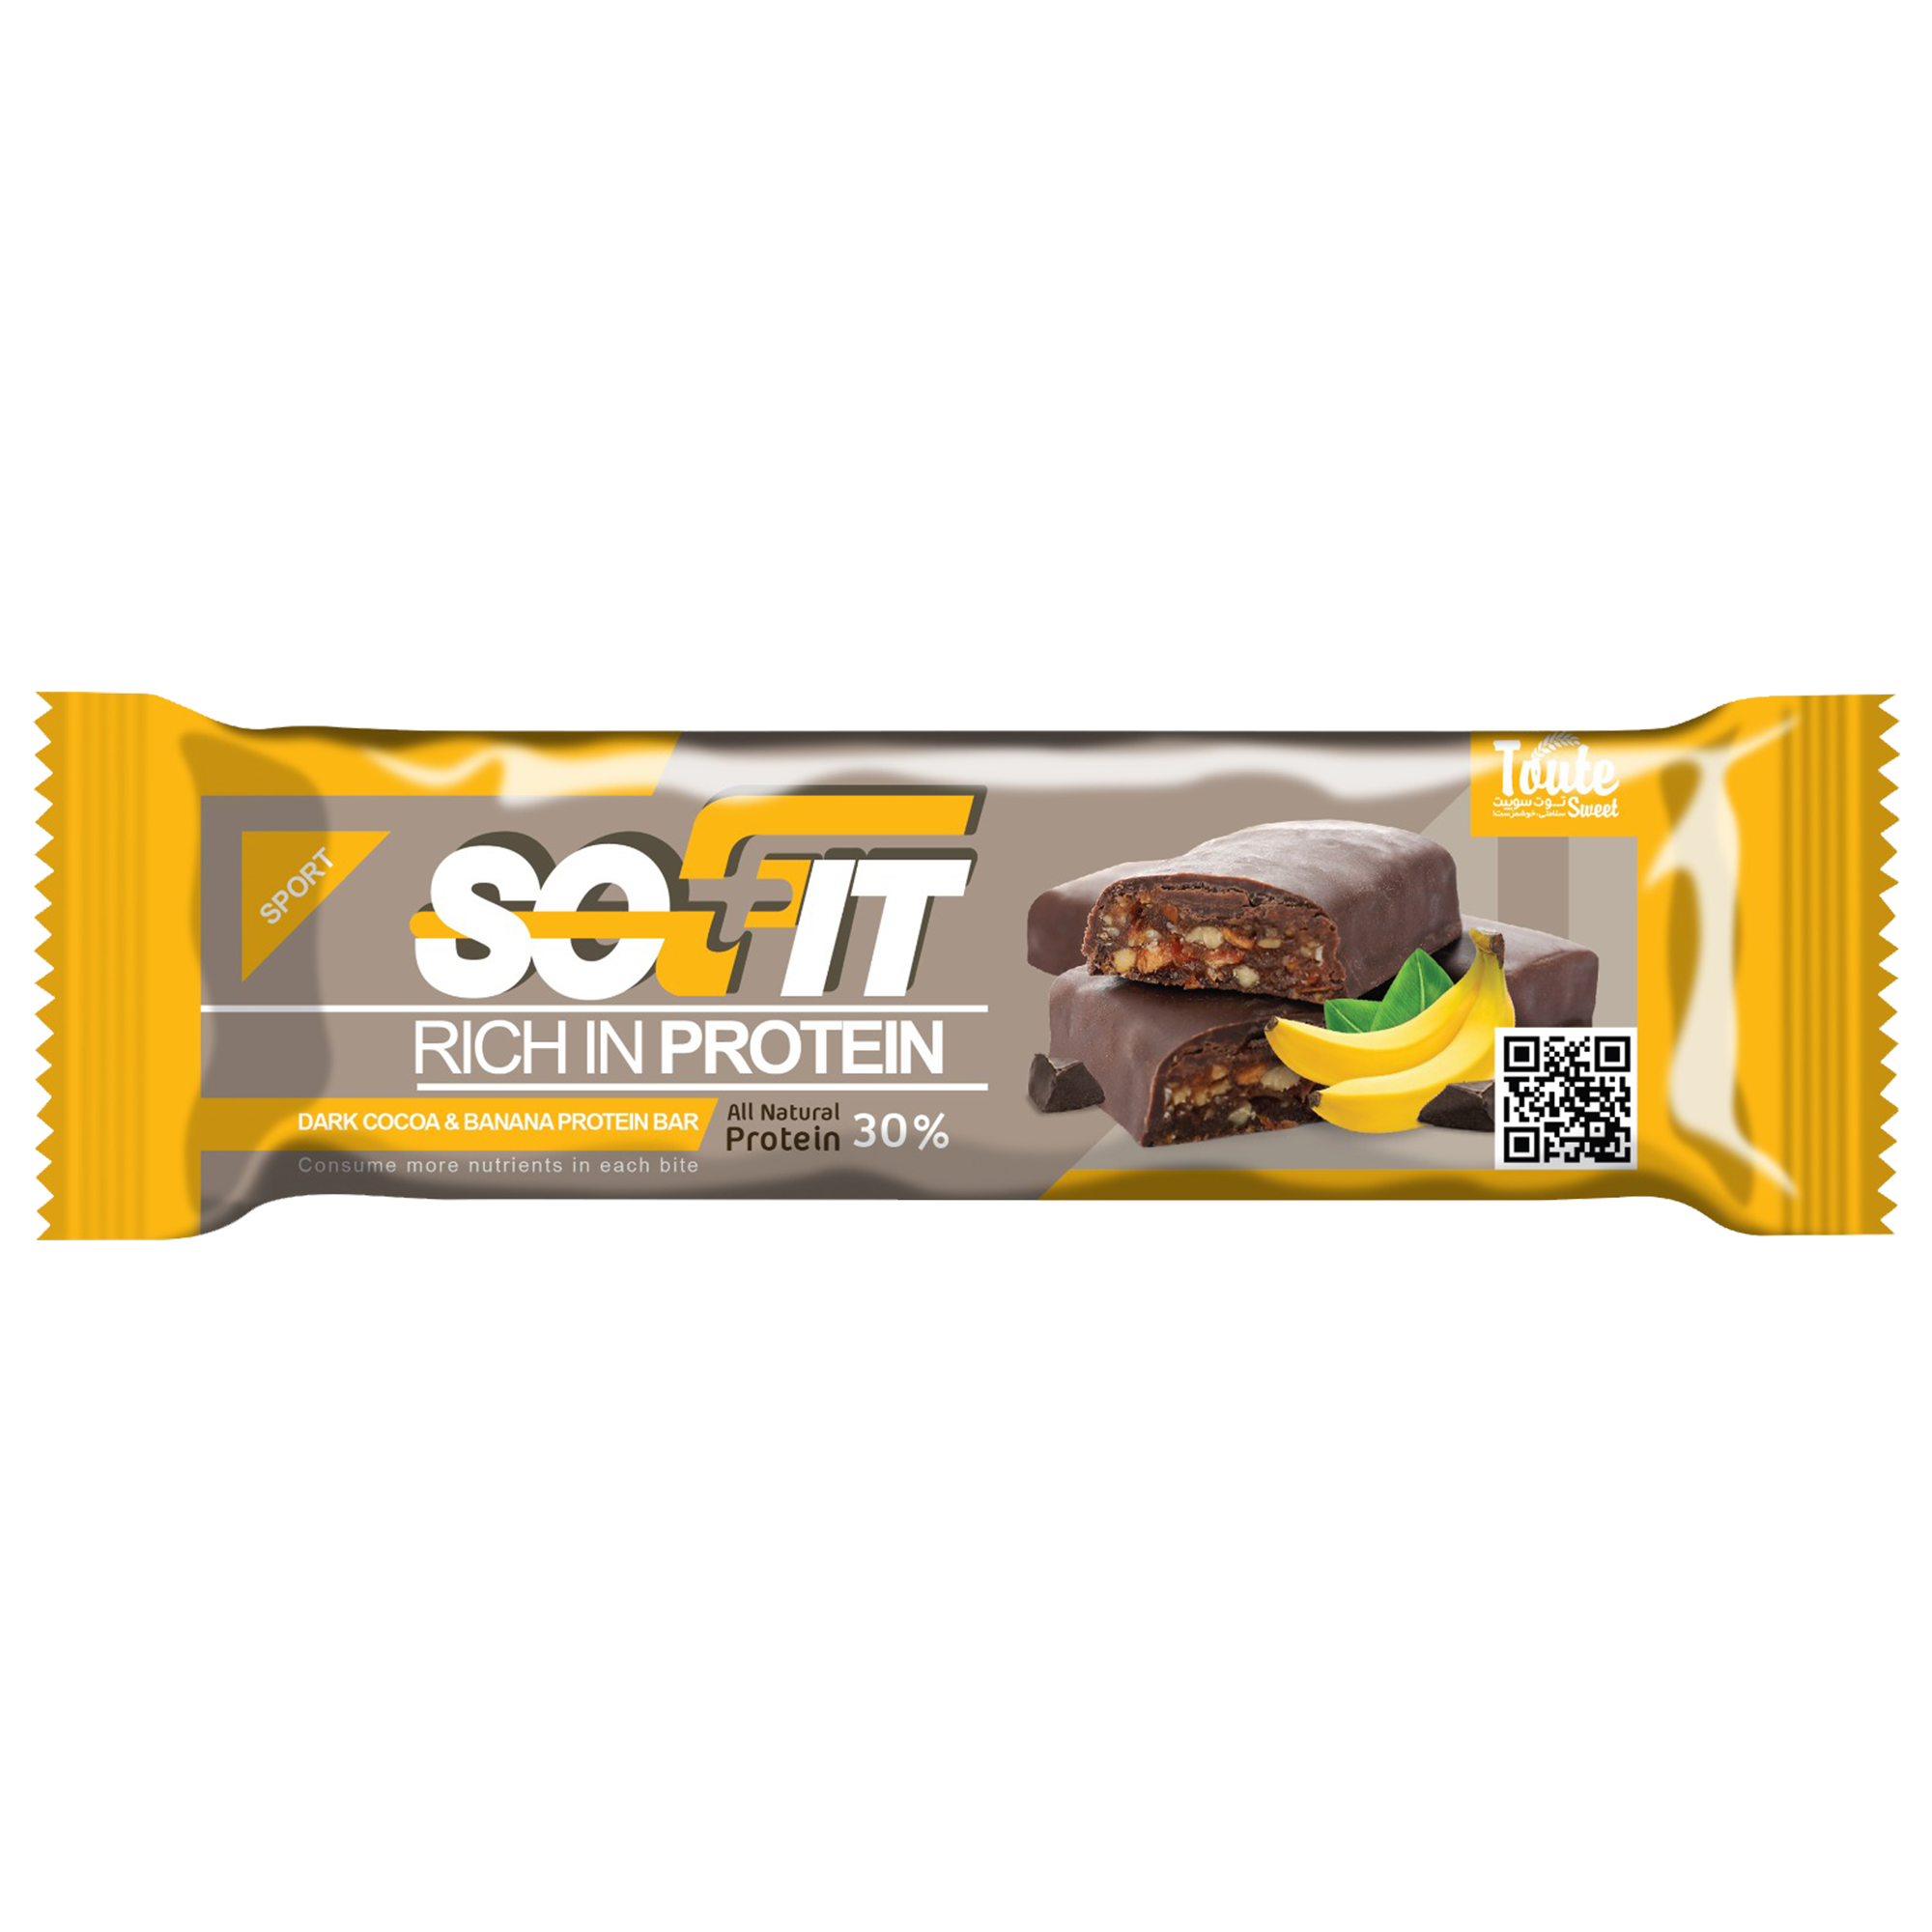 SPORT
SOFIT
RICH IN PROTEIN
DARK COCOA & BANANA PROTEIN BAR
Consume more nutrients in each bite
All Natural
Protein 30%
Toute
توت سوییت Sweet